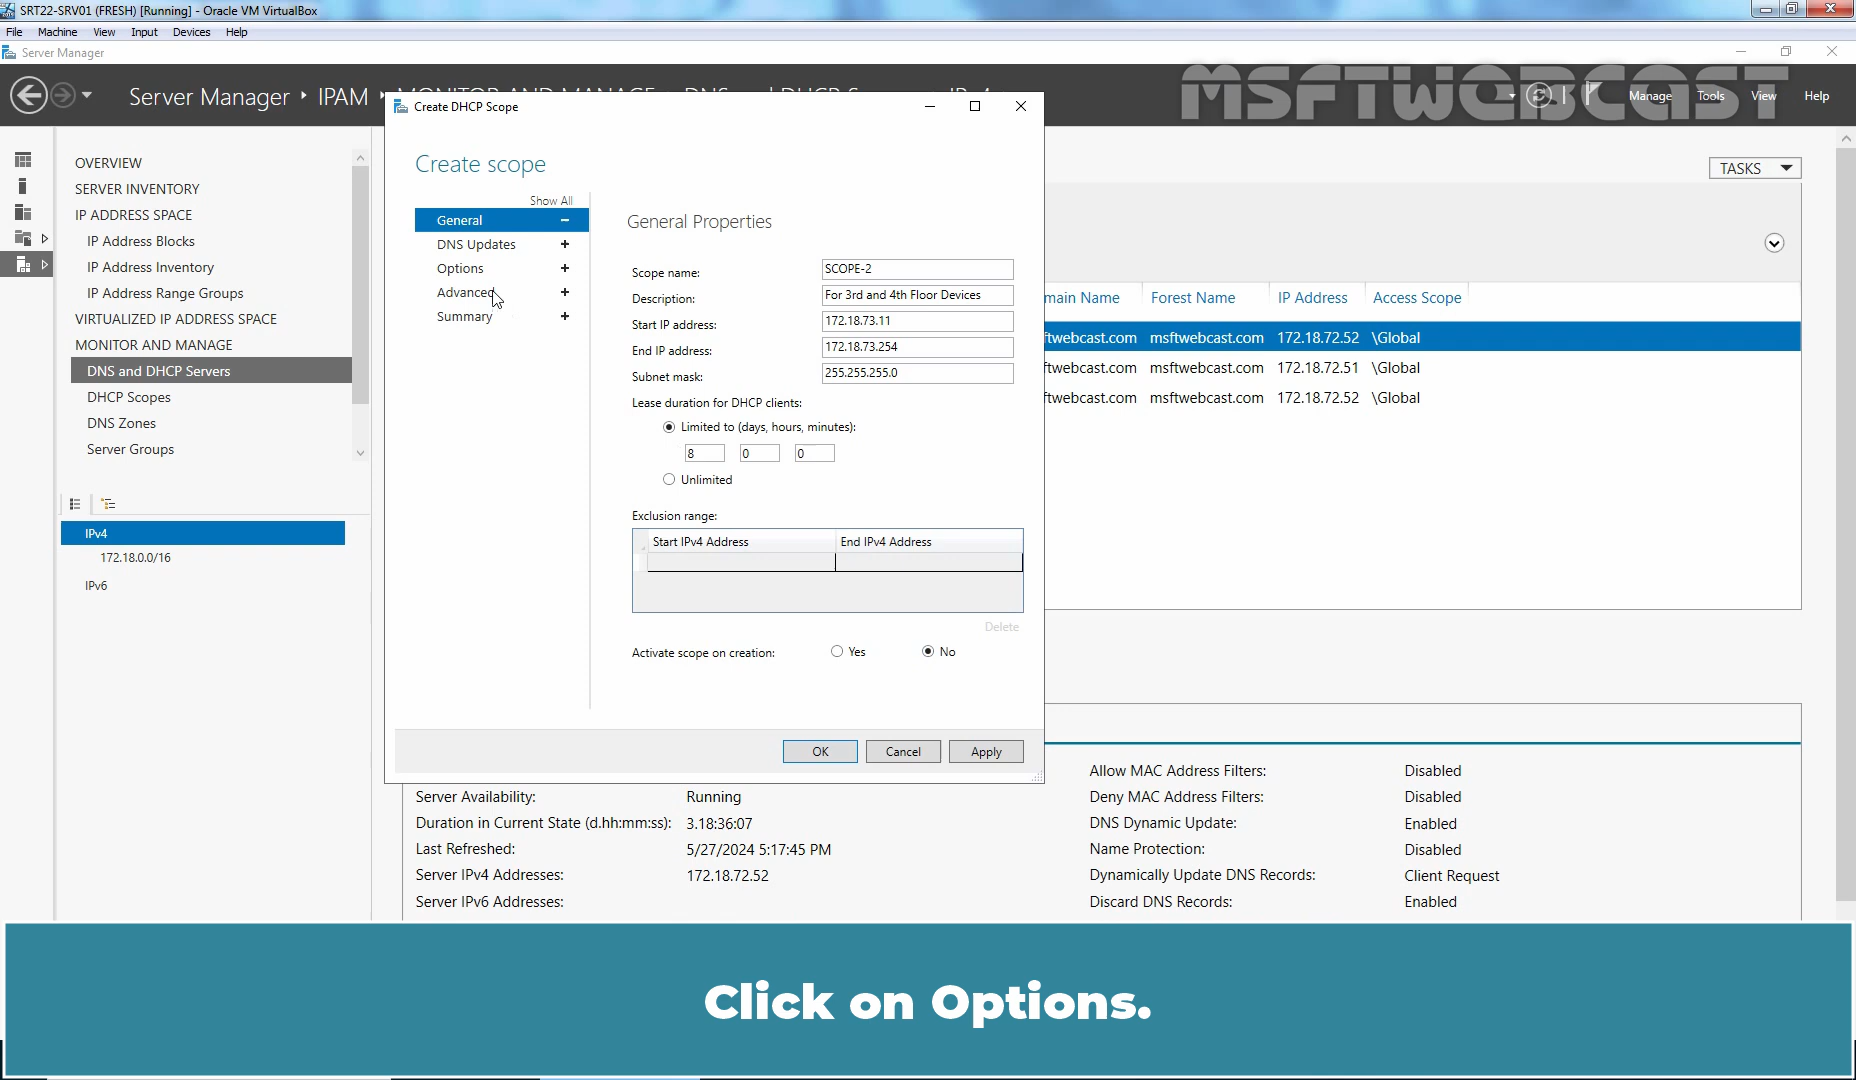 SRT22-SRV01 (FRESH) [Running] - Oracle VM VirtualBox
File Machine View Input Devices Help
Server Manager
Server Manager IPAM
MSFTWEBCAST
Manage Tools View Help
Create DHCP Scope
Create scope
Show All
General
DNS Updates
Options
Advanced
Summary
General Properties
Scope name: SCOPE-2
Description: For 3rd and 4th Floor Devices
Start IP address: 172.18.73.11
End IP address: 172.18.73.254
Subnet mask: 255.255.255.0
Lease duration for DHCP clients:
Limited to (days, hours, minutes):
8 0 0
Unlimited
Exclusion range:
Start IPv4 Address End IPv4 Address
Delete
Activate scope on creation: Yes No
OK Cancel Apply
OVERVIEW
SERVER INVENTORY
IP ADDRESS SPACE
IP Address Blocks
IP Address Inventory
IP Address Range Groups
VIRTUALIZED IP ADDRESS SPACE
MONITOR AND MANAGE
DNS and DHCP Servers
DHCP Scopes
DNS Zones
Server Groups
IPv4
172.18.0.0/16
IPv6
TASKS
main Name Forest Name IP Address Access Scope
ftwebcast.com msftwebcast.com 172.18.72.52 \Global
ftwebcast.com msftwebcast.com 172.18.72.51 \Global
ftwebcast.com msftwebcast.com 172.18.72.52 \Global
Server Availability: Running
Duration in Current State (d.hh:mm:ss): 3.18:36:07
Last Refreshed: 5/27/2024 5:17:45 PM
Server IPv4 Addresses: 172.18.72.52
Server IPv6 Addresses:
Allow MAC Address Filters: Disabled
Deny MAC Address Filters: Disabled
DNS Dynamic Update: Enabled
Name Protection: Disabled
Dynamically Update DNS Records: Client Request
Discard DNS Records: Enabled
Click on Options.